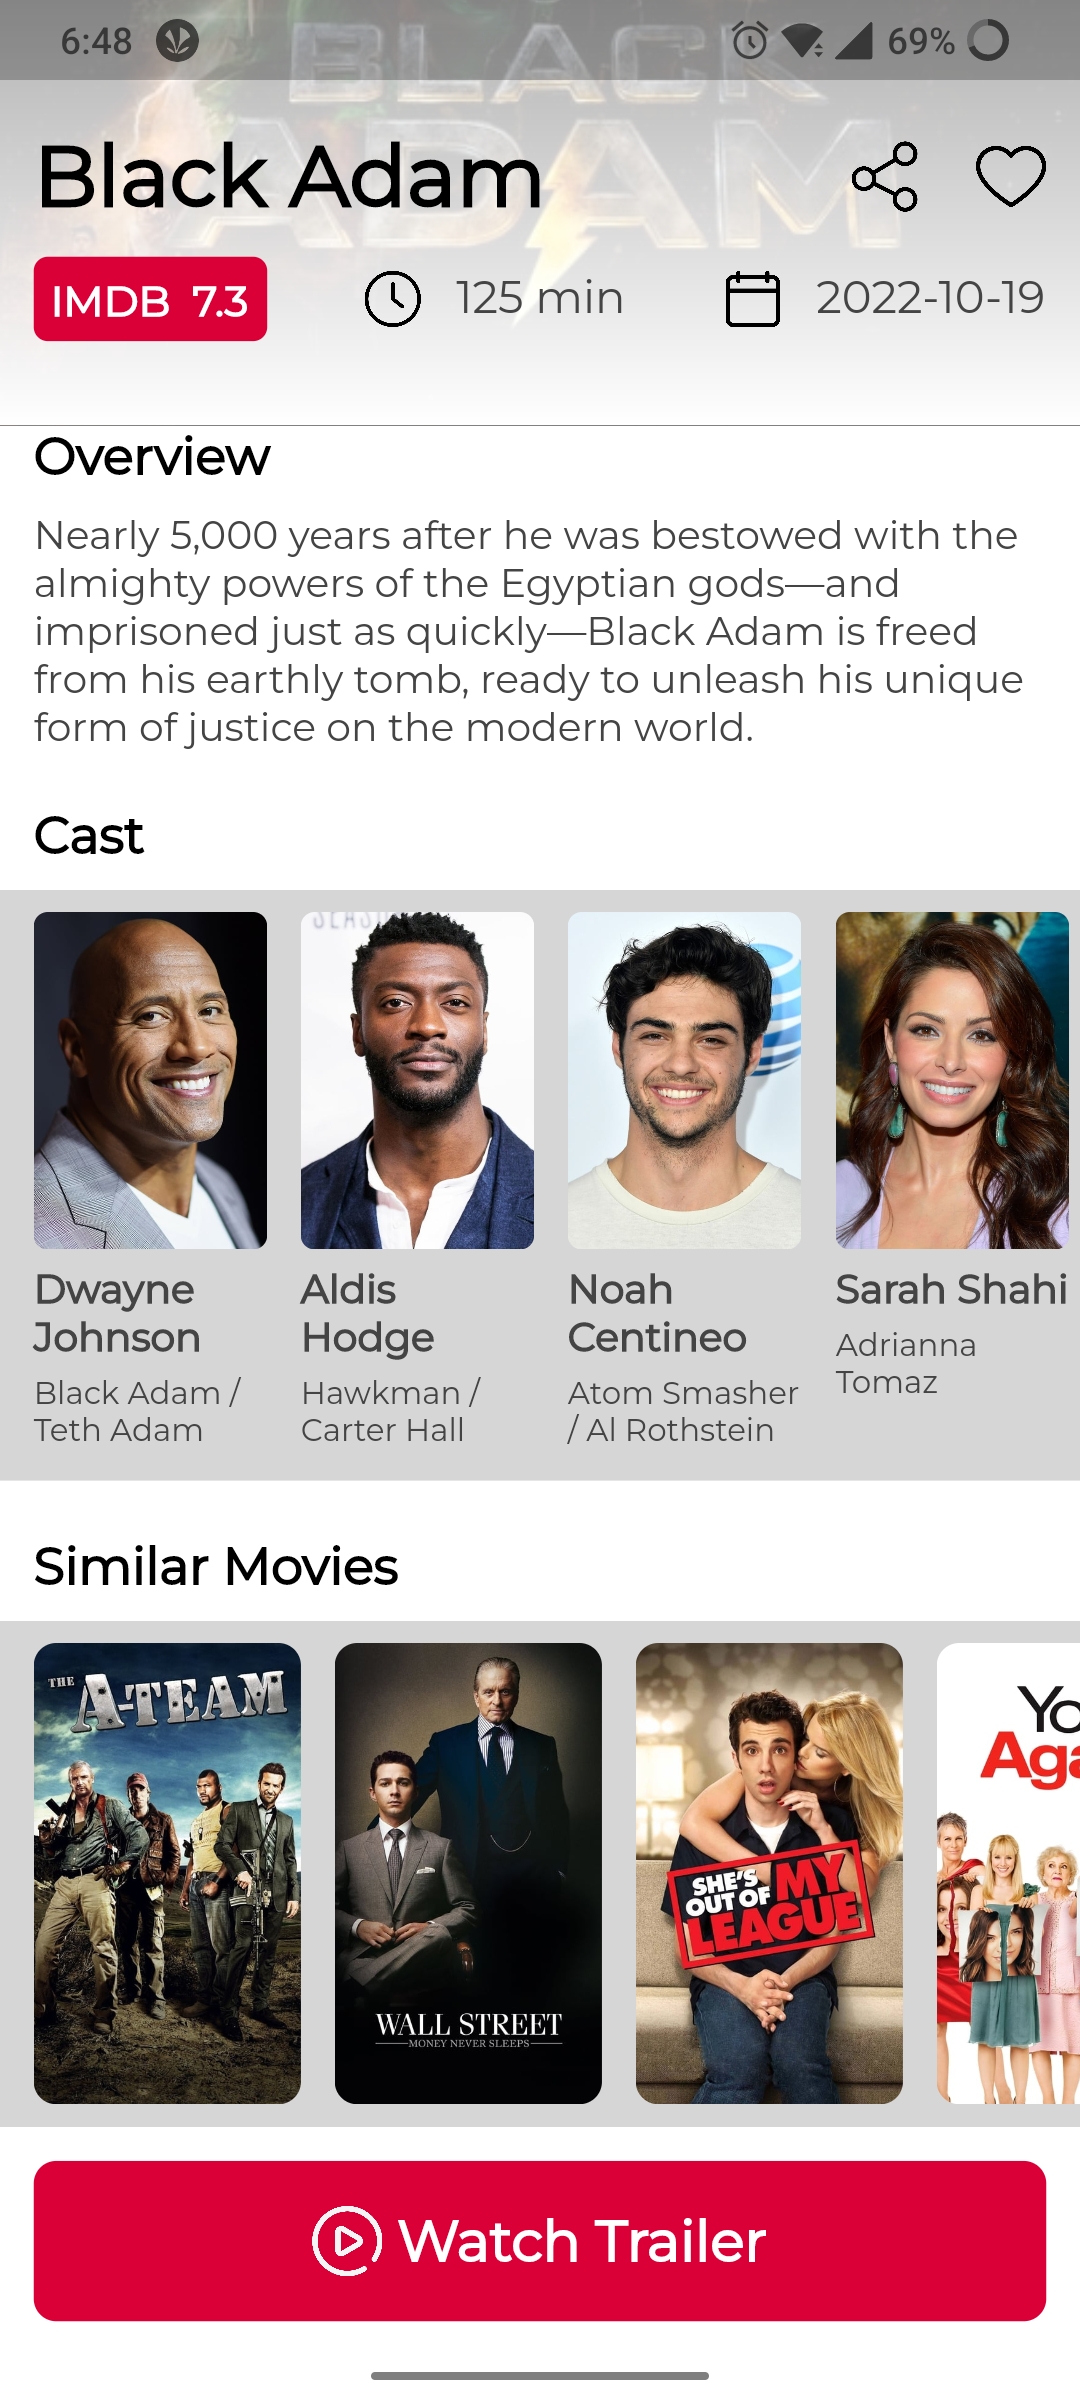 6:48
69%
BLACK
ADAM
Black Adam
IMDB 7.3
125 min
2022-10-19
Overview
Nearly 5,000 years after he was bestowed with the
almighty powers of the Egyptian gods—and
imprisoned just as quickly—Black Adam is freed
from his earthly tomb, ready to unleash his unique
form of justice on the modern world.
Cast
SEASO
Dwayne
Johnson
Black Adam /
Teth Adam
Aldis
Hodge
Hawkman /
Carter Hall
Noah
Centineo
Atom Smasher
/ Al Rothstein
Sarah Shahi
Adrianna
Tomaz
Similar Movies
THE
A-TEAM
WALL STREET
MONEY NEVER SLEEPS
SHE'S
OUT OF MY
LEAGUE
Yo
Aga
Watch Trailer